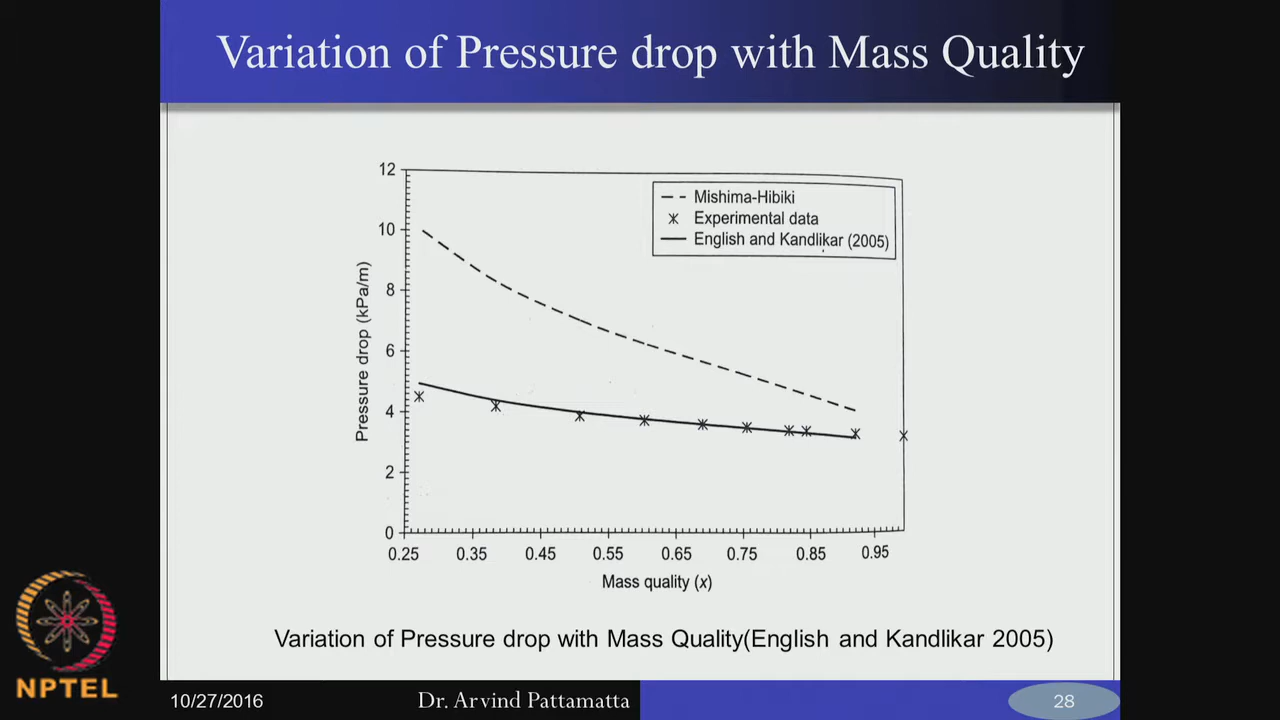 Variation of Pressure drop with Mass Quality
12
10
8
6
4
2
0
Pressure drop (kPa/m)
Mishima-Hibiki
Experimental data
English and Kandlikar (2005)
0.25 0.35 0.45 0.55 0.65 0.75 0.85 0.95
Mass quality (x)
Variation of Pressure drop with Mass Quality(English and Kandlikar 2005)
NPTEL
10/27/2016 Dr. Arvind Pattamatta 28